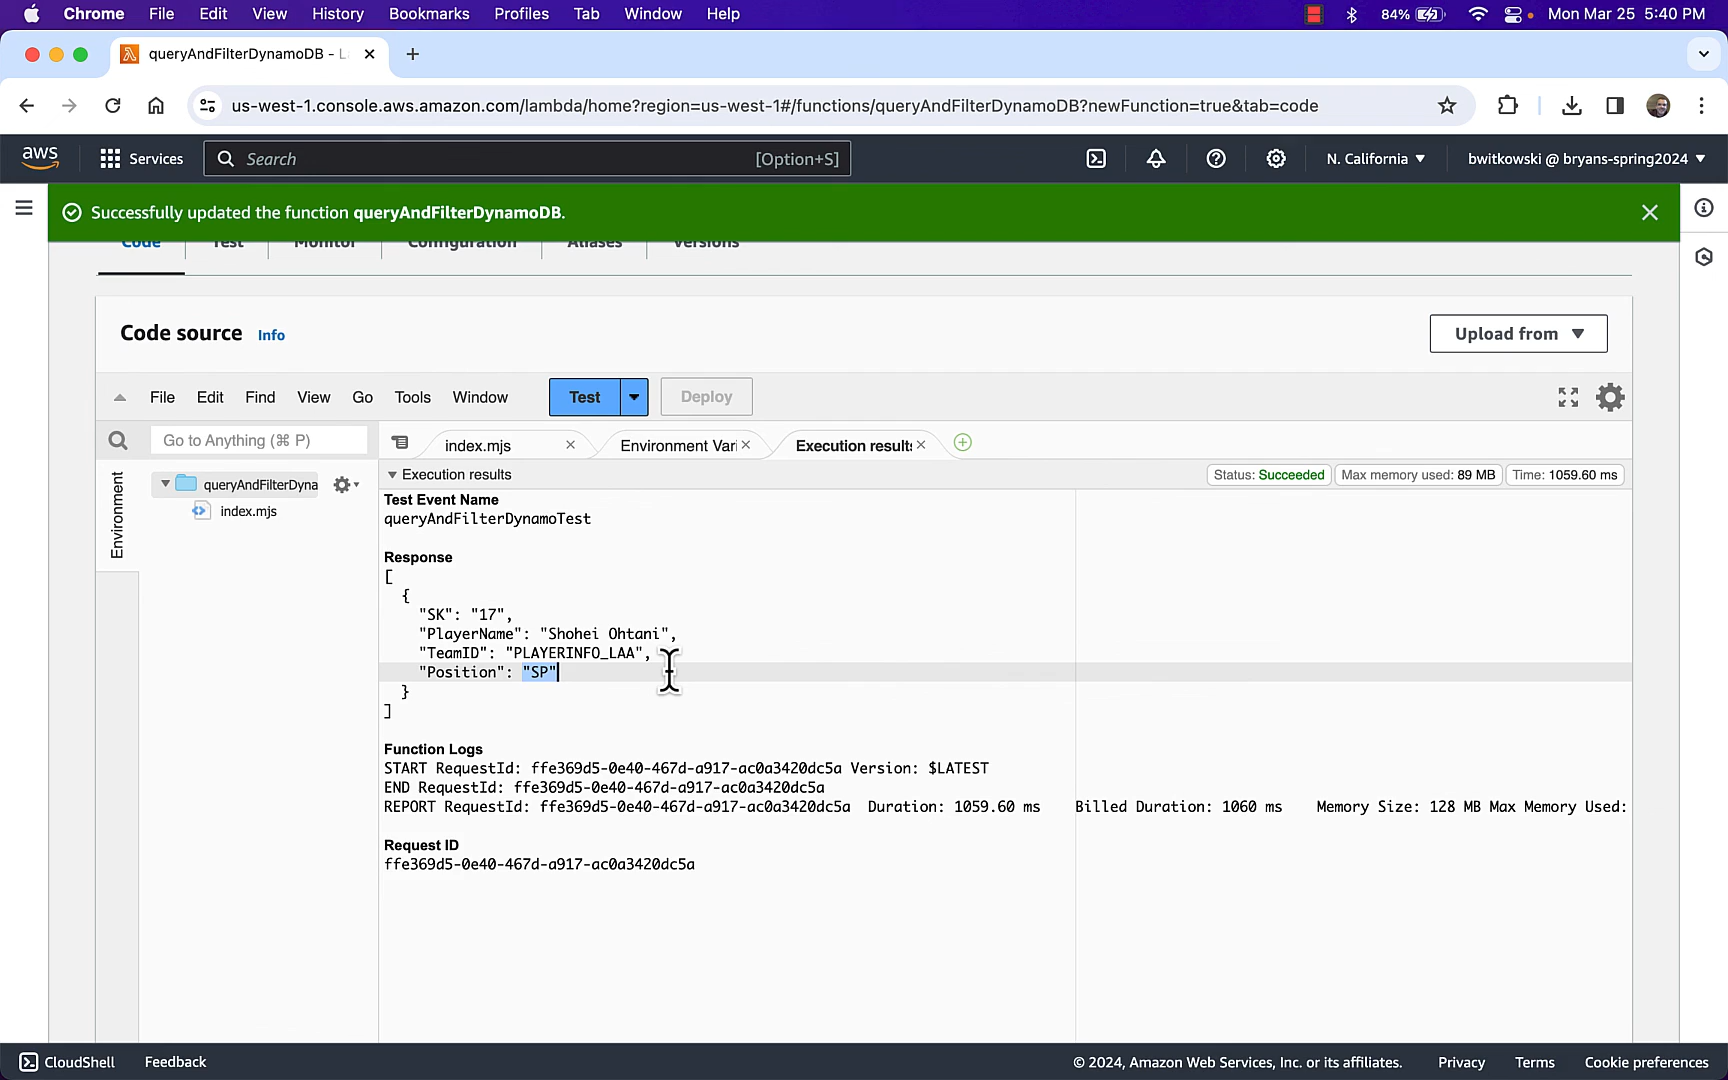 Chrome File Edit View History Bookmarks Profiles Tab Window Help 84% Mon Mar 25 5:40 PM
queryAndFilterDynamoDB - L
us-west-1.console.aws.amazon.com/lambda/home?region=us-west-1#/functions/queryAndFilterDynamoDB?newFunction=true&tab=code
aws Services Search [Option+S] N. California bwitkowski @ bryans-spring2024
Successfully updated the function queryAndFilterDynamoDB.
Code Test Monitor Configuration Aliases Versions
Code source Info Upload from
File Edit Find View Go Tools Window Test Deploy
Go to Anything (⌘ P) index.mjs Environment Vari Execution results
Execution results Status: Succeeded Max memory used: 89 MB Time: 1059.60 ms
Environment
queryAndFilterDyna
index.mjs
Test Event Name
queryAndFilterDynamoTest
Response
[
{
"SK": "17",
"PlayerName": "Shohei Ohtani",
"TeamID": "PLAYERINFO_LAA",
"Position": "SP"
}
]
Function Logs
START RequestId: ffe369d5-0e40-467d-a917-ac0a3420dc5a Version: $LATEST
END RequestId: ffe369d5-0e40-467d-a917-ac0a3420dc5a
REPORT RequestId: ffe369d5-0e40-467d-a917-ac0a3420dc5a Duration: 1059.60 ms Billed Duration: 1060 ms Memory Size: 128 MB Max Memory Used:
Request ID
ffe369d5-0e40-467d-a917-ac0a3420dc5a
CloudShell Feedback © 2024, Amazon Web Services, Inc. or its affiliates. Privacy Terms Cookie preferences